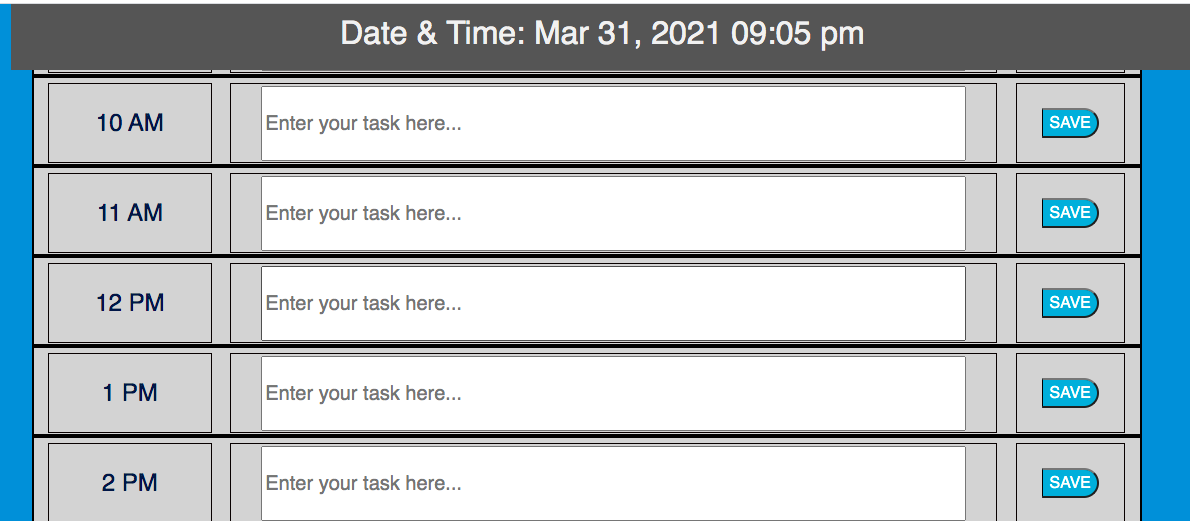 Date & Time: Mar 31, 2021 09:05 pm
10 AM Enter your task here... SAVE
11 AM Enter your task here... SAVE
12 PM Enter your task here... SAVE
1 PM Enter your task here... SAVE
2 PM Enter your task here... SAVE